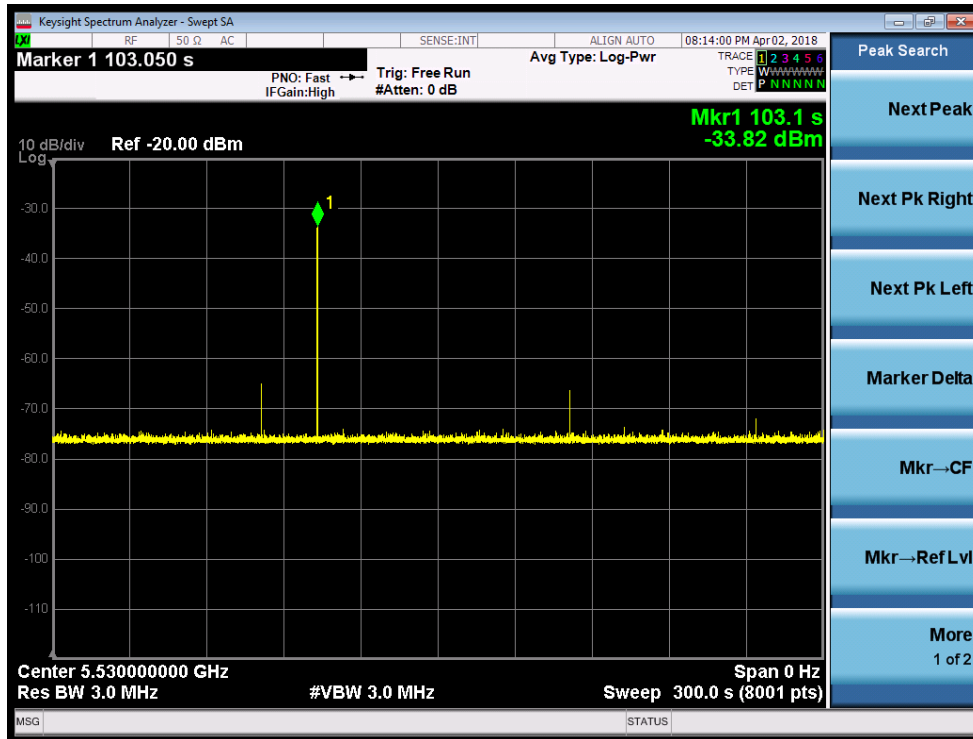 Keysight Spectrum Analyzer - Swept SA
LXI RF 50 Ω AC SENSE:INT ALIGN AUTO 08:14:00 PM Apr 02, 2018
Marker 1 103.050 s
PNO: Fast
IFGain:High
Trig: Free Run
#Atten: 0 dB
Avg Type: Log-Pwr
TRACE 1 2 3 4 5 6
TYPE WWWWWW
DET P N N N N N
Mkr1 103.1 s
-33.82 dBm
10 dB/div Ref -20.00 dBm
Log
1
-30.0
-40.0
-50.0
-60.0
-70.0
-80.0
-90.0
-100
-110
Center 5.530000000 GHz Span 0 Hz
Res BW 3.0 MHz #VBW 3.0 MHz Sweep 300.0 s (8001 pts)
MSG STATUS
Peak Search
Next Peak
Next Pk Right
Next Pk Left
Marker Delta
Mkr→CF
Mkr→Ref Lvl
More
1 of 2